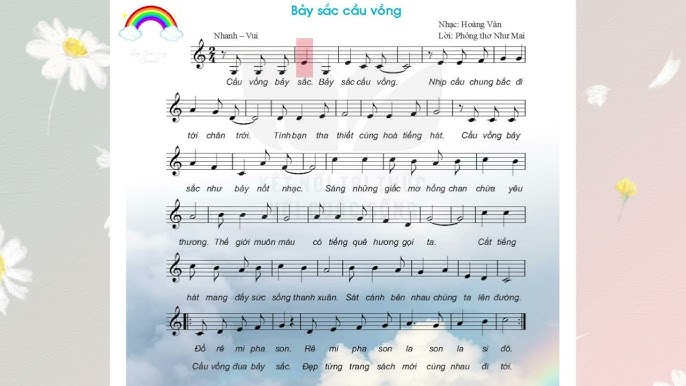 Bảy sắc cầu vồng
Nhạc: Hoàng Vân
Lời: Phỏng thơ Như Mai
Nhanh – Vui
Cầu vồng bảy sắc. Bảy sắc cầu vồng. Nhịp cầu chung bắc đi
tới chân trời. Tình bạn tha thiết cùng hoà tiếng hát. Cầu vồng bảy
sắc như bảy nốt nhạc. Sáng những giấc mơ hồng chan chứa yêu
thương. Thế giới muôn màu có tiếng quê hương gọi ta. Cất tiếng
hát mang đầy sức sống thanh xuân. Sát cánh bên nhau chúng ta lên đường.
Đồ rê mi pha son. Rê mi pha son la son la si đô.
Cầu vồng đua bảy sắc. Đẹp từng trang sách mới cùng nhau đi tới.